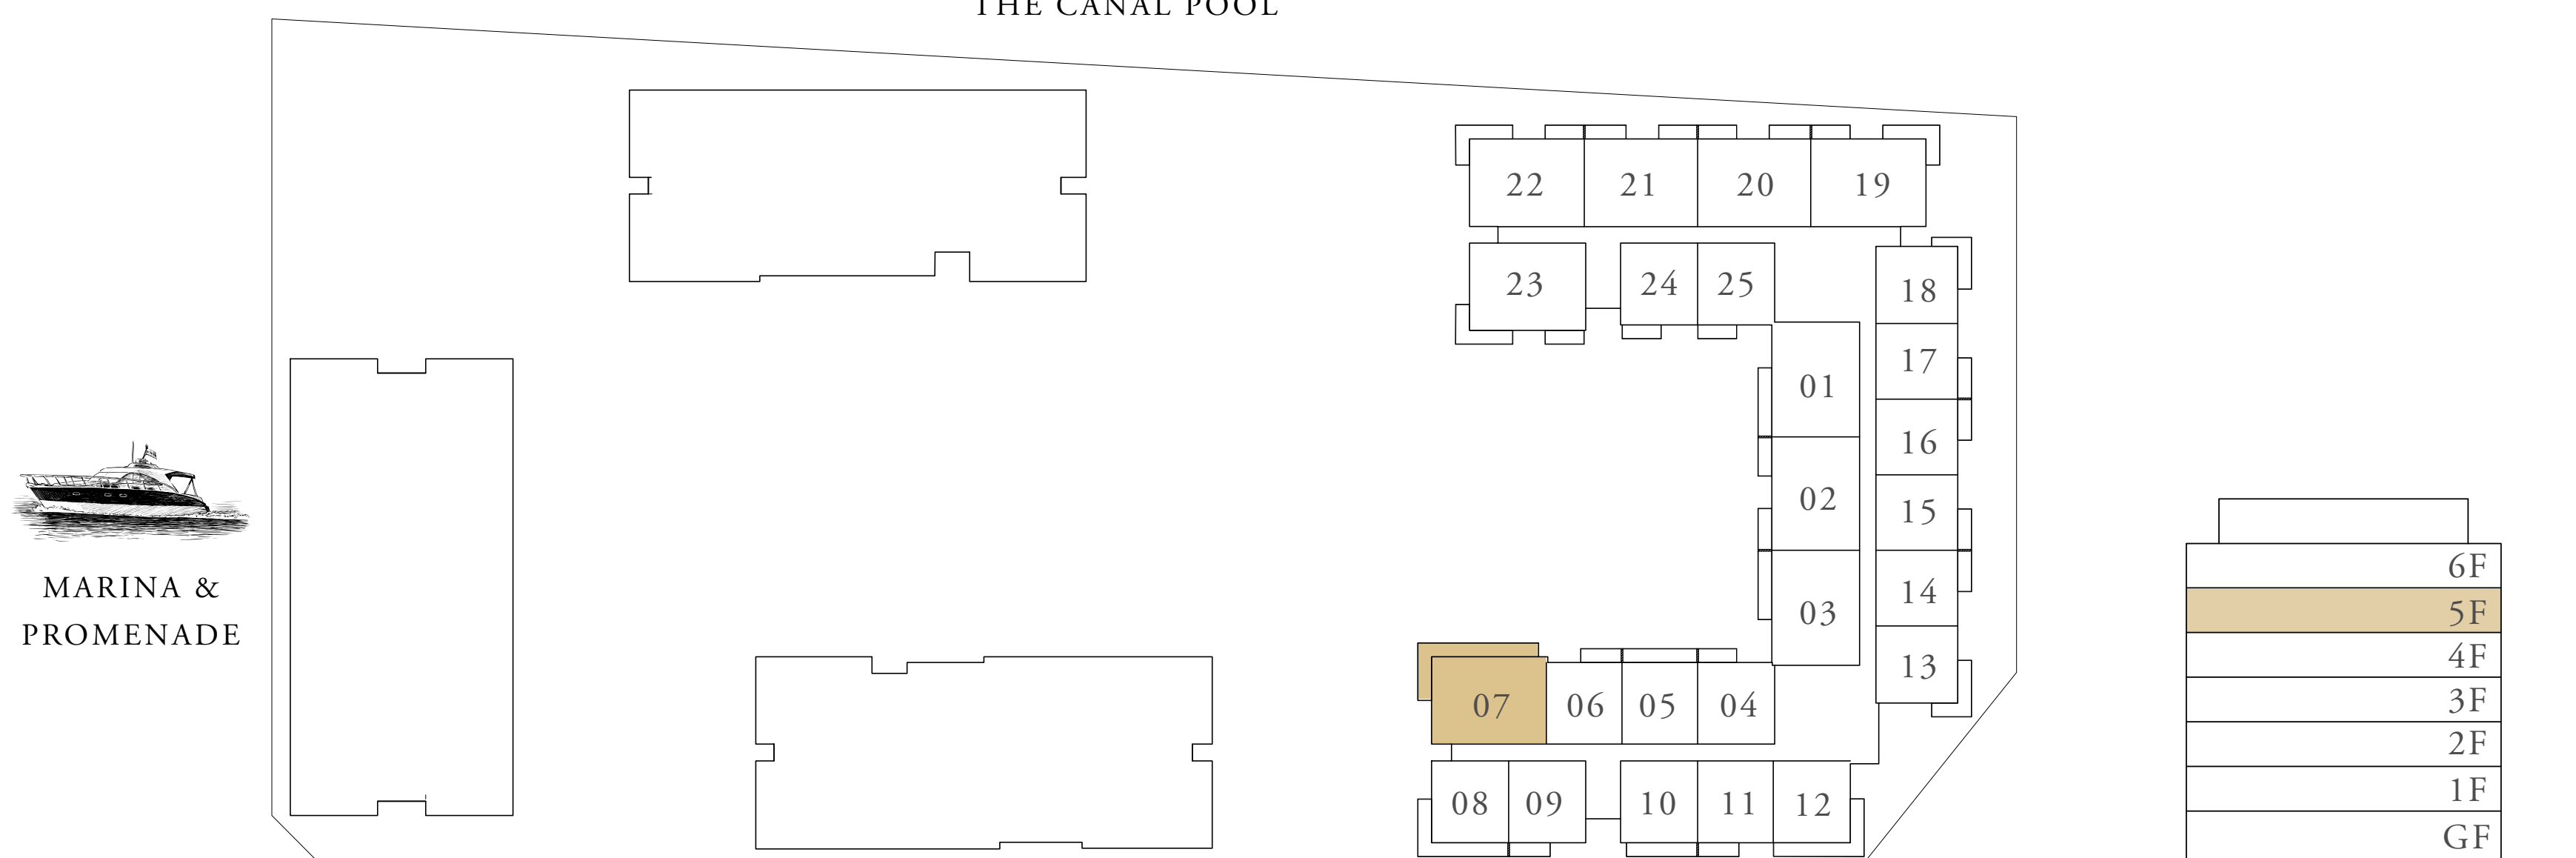 THE CANAL POOL
22 21 20 19
23 24 25
18
17
01
16
02
15
14
03
13
07 06 05 04
08 09 10 11 12
MARINA &
PROMENADE
6F
5F
4F
3F
2F
1F
GF